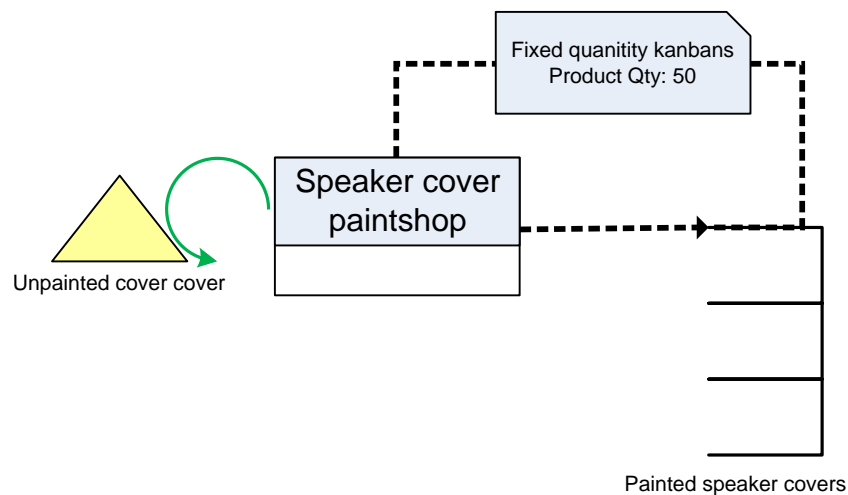 Fixed quanitity kanbans
Product Qty: 50
Speaker cover
paintshop
Unpainted cover cover
Painted speaker covers